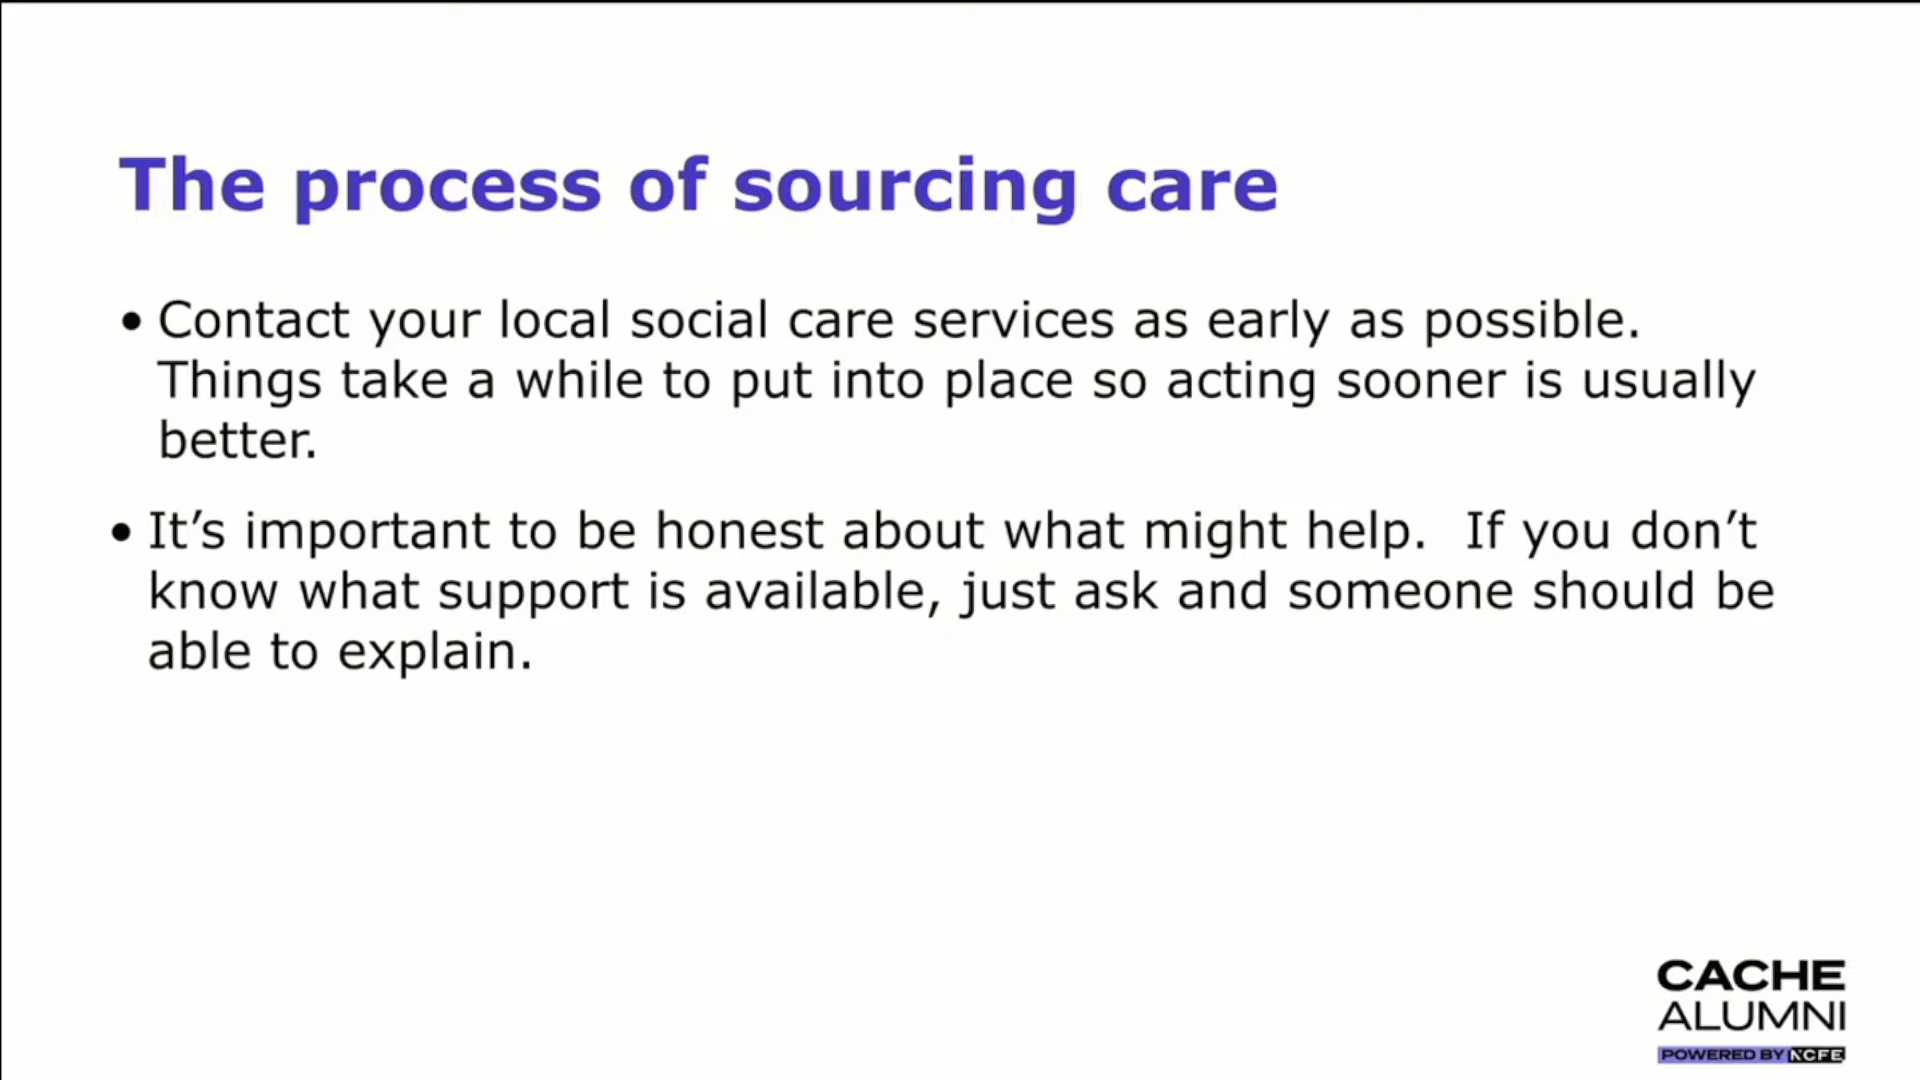 The process of sourcing care
• Contact your local social care services as early as possible.
Things take a while to put into place so acting sooner is usually
better.
• It’s important to be honest about what might help.  If you don’t
know what support is available, just ask and someone should be
able to explain.
CACHE
ALUMNI
POWERED BY NCFE